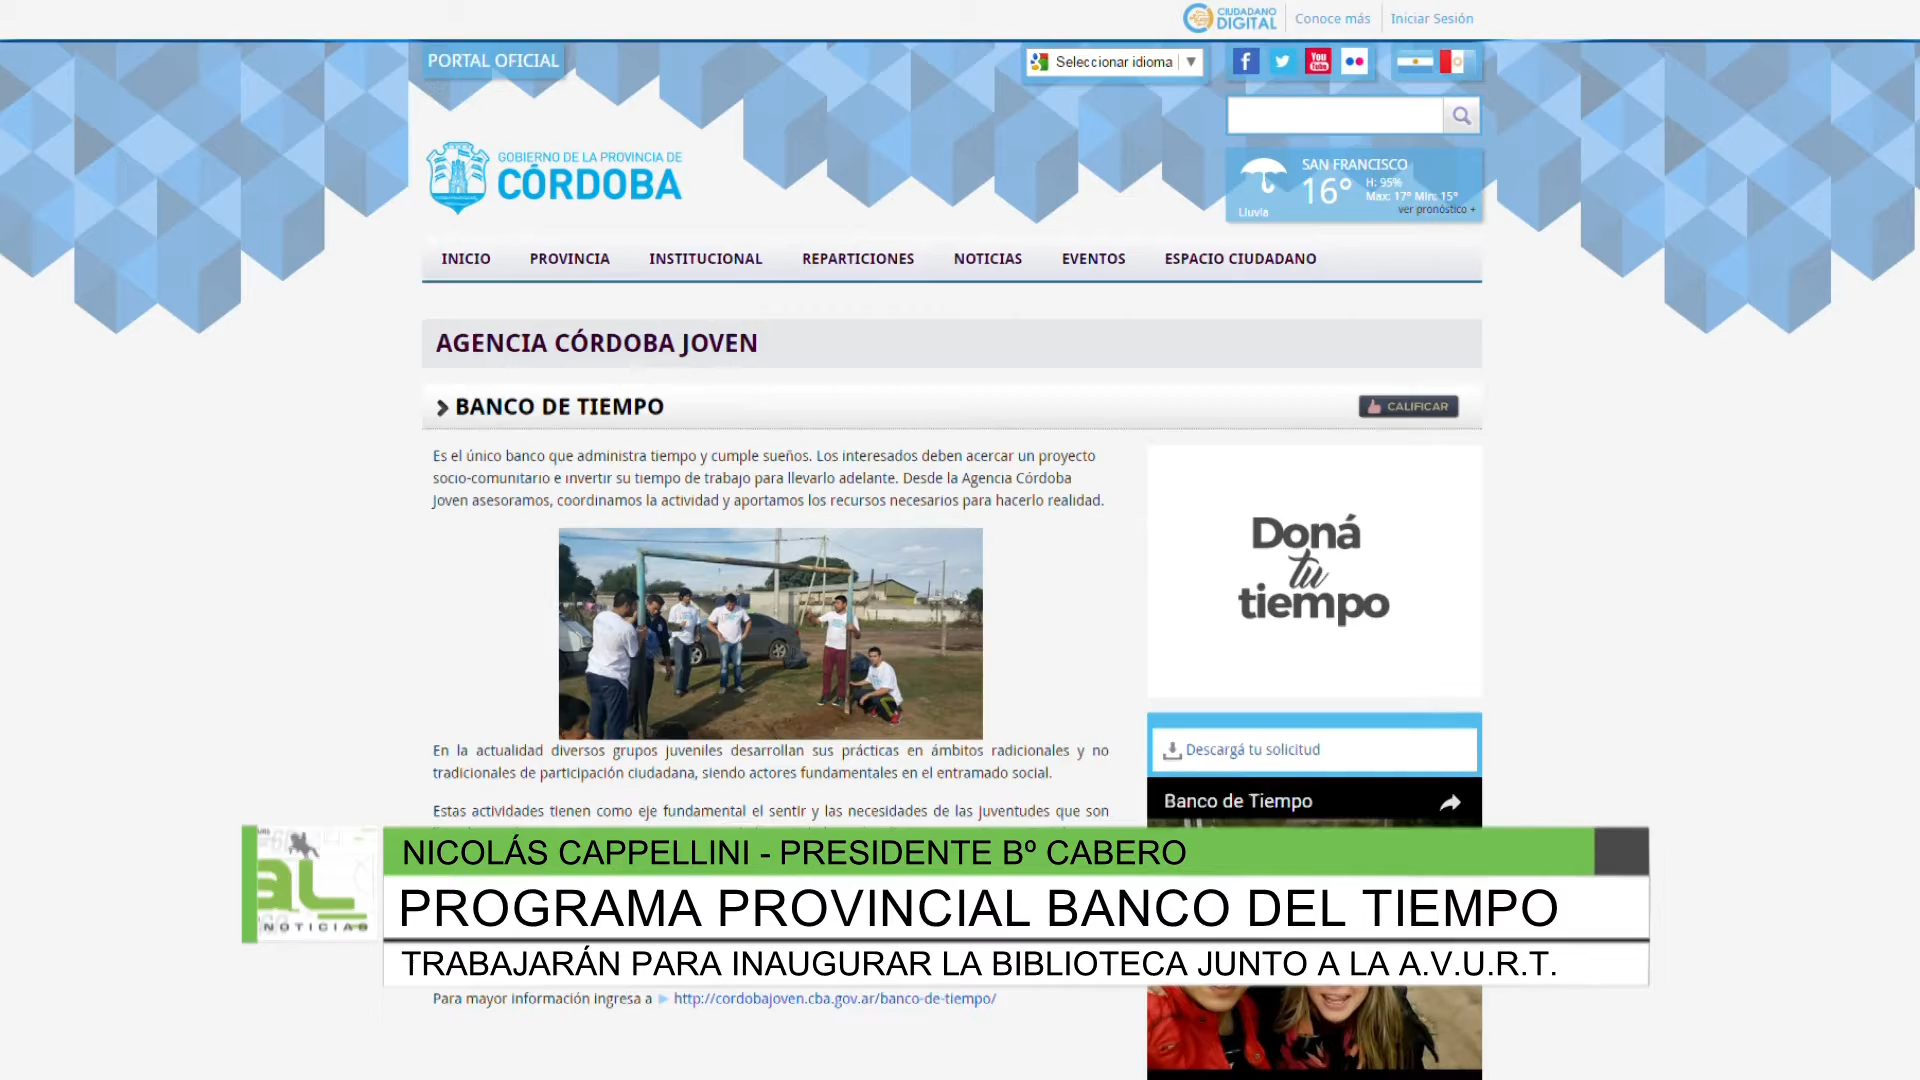 CIUDADANO
DIGITAL
Conoce más
Iniciar Sesión
PORTAL OFICIAL
Seleccionar idioma
You
Tube
GOBIERNO DE LA PROVINCIA DE
CÓRDOBA
SAN FRANCISCO
16°
H: 95%
Max: 17° Min: 15°
ver pronóstico +
Lluvia
INICIO
PROVINCIA
INSTITUCIONAL
REPARTICIONES
NOTICIAS
EVENTOS
ESPACIO CIUDADANO
AGENCIA CÓRDOBA JOVEN
BANCO DE TIEMPO
CALIFICAR
Es el único banco que administra tiempo y cumple sueños. Los interesados deben acercar un proyecto
socio-comunitario e invertir su tiempo de trabajo para llevarlo adelante. Desde la Agencia Córdoba
Joven asesoramos, coordinamos la actividad y aportamos los recursos necesarios para hacerlo realidad.
Doná
tu
tiempo
En la actualidad diversos grupos juveniles desarrollan sus prácticas en ámbitos radicionales y no
tradicionales de participación ciudadana, siendo actores fundamentales en el entramado social.
Descargá tu solicitud
Banco de Tiempo
Estas actividades tienen como eje fundamental el sentir y las necesidades de las juventudes que son
aL
NOTICIAS
NICOLÁS CAPPELLINI - PRESIDENTE Bº CABERO
PROGRAMA PROVINCIAL BANCO DEL TIEMPO
TRABAJARÁN PARA INAUGURAR LA BIBLIOTECA JUNTO A LA A.V.U.R.T.
Para mayor información ingresa a http://cordobajoven.cba.gov.ar/banco-de-tiempo/